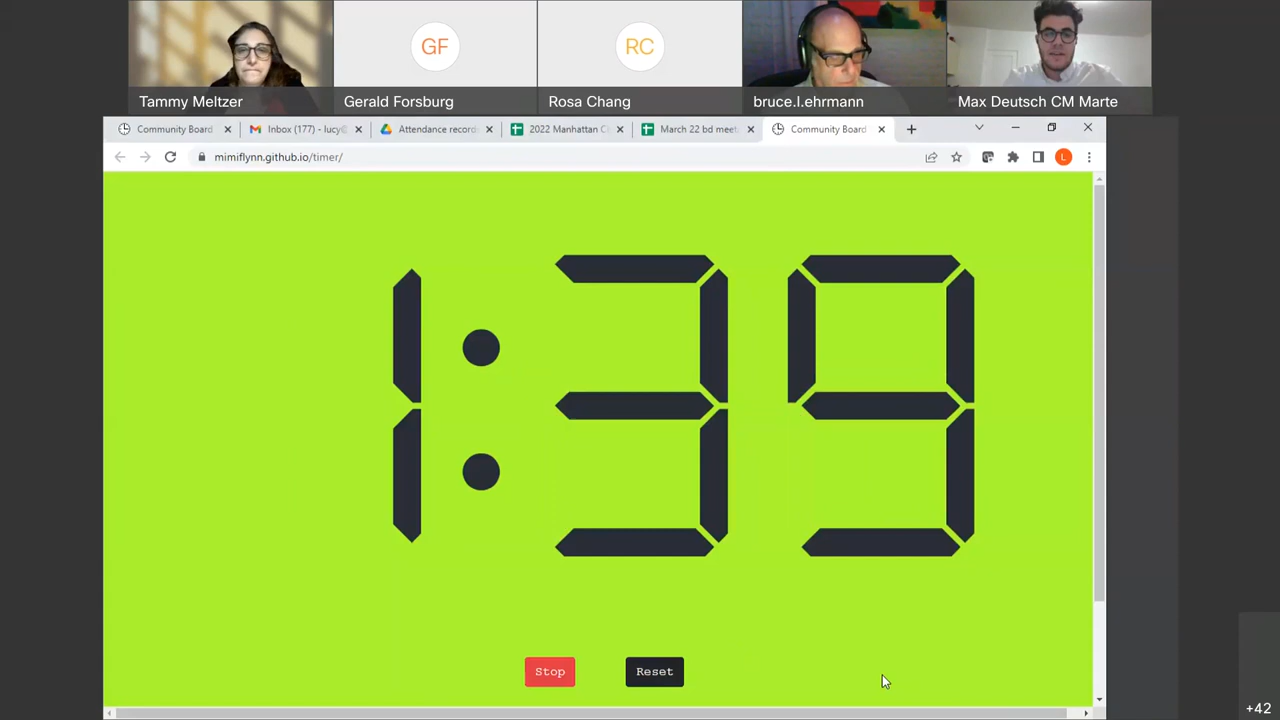 GF
RC
Tammy Meltzer
Gerald Forsburg
Rosa Chang
bruce.l.ehrmann
Max Deutsch CM Marte
Community Board
Inbox (177) - lucy@
Attendance records
2022 Manhattan C
March 22 bd meet
Community Board
mimiflynn.github.io/timer/
L
1:39
Stop
Reset
+42